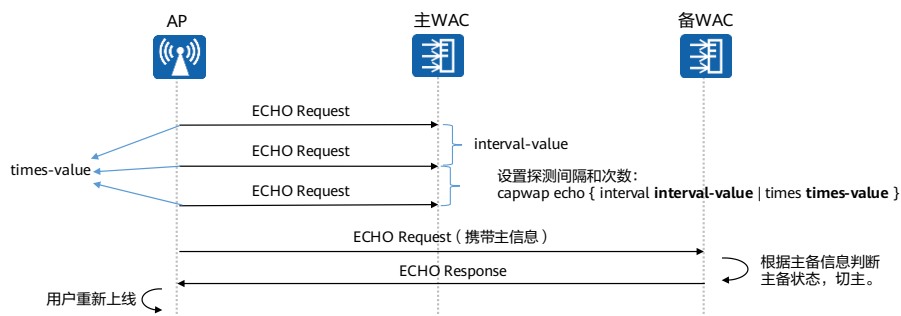 AP
主WAC
备WAC
ECHO Request
interval-value
ECHO Request
times-value
设置探测间隔和次数：
capwap echo { interval interval-value | times times-value }
ECHO Request
ECHO Request（携带主信息）
根据主备信息判断
主备状态，切主。
ECHO Response
用户重新上线